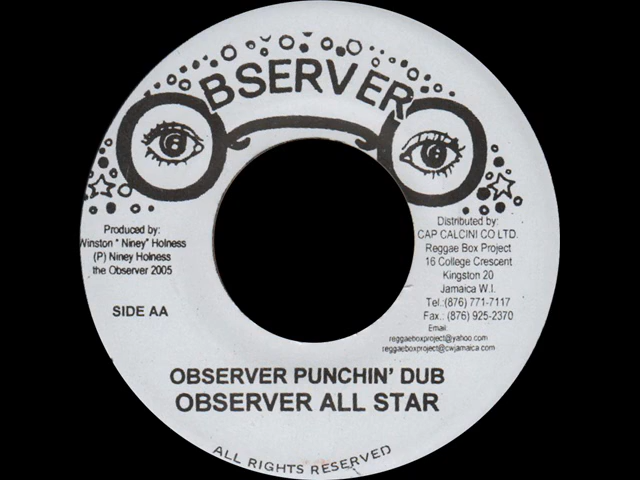 OBSERVER
Produced by:
Winston " Niney" Holness
(P) Niney Holness
the Observer 2005
SIDE AA
Distributed by:
CAP CALCINI CO LTD.
Reggae Box Project
16 College Crescent
Kingston 20
Jamaica W.I.
Tel.:(876) 771-7117
Fax.: (876) 925-2370
Email:
reggaeboxproject@yahoo.com
reggaeboxproject@cwjamaica.com
OBSERVER PUNCHIN' DUB
OBSERVER ALL STAR
ALL RIGHTS RESERVED